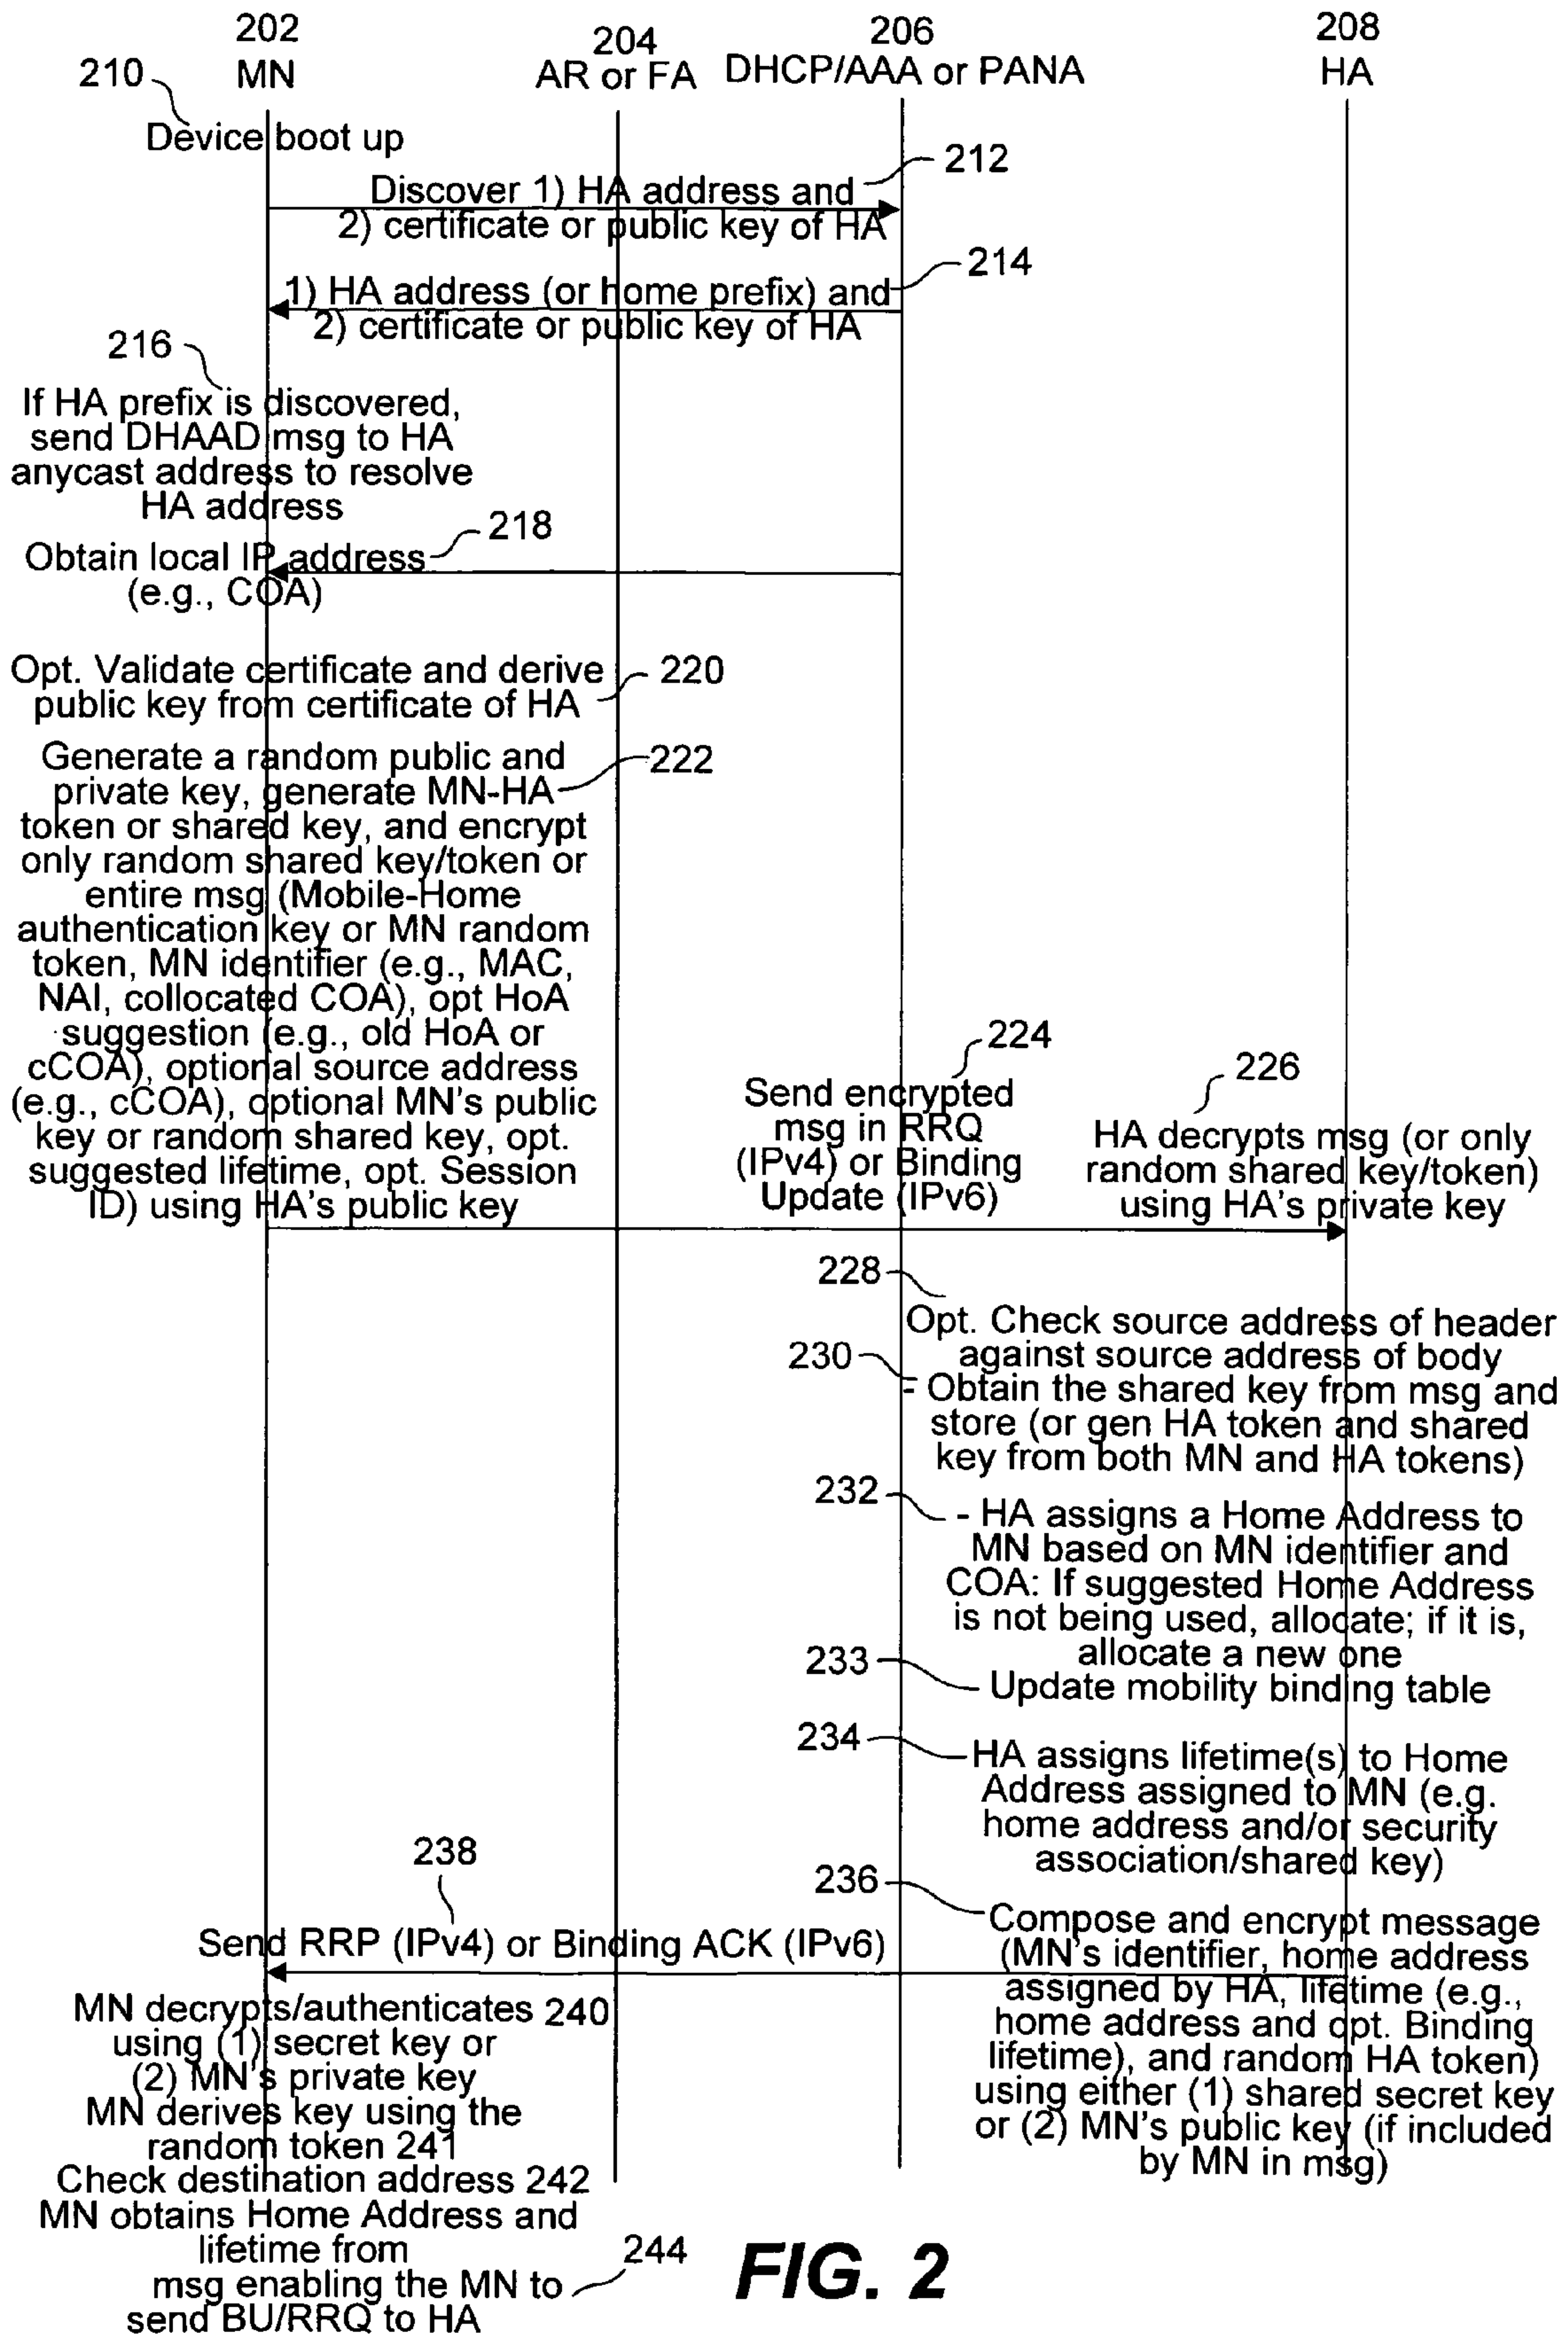 202
MN
204
AR or FA
206
DHCP/AAA or PANA
208
HA
210
Device boot up
212
Discover 1) HA address and
2) certificate or public key of HA
214
1) HA address (or home prefix) and
2) certificate or public key of HA
216
If HA prefix is discovered,
send DHAAD msg to HA
anycast address to resolve
HA address
218
Obtain local IP address
(e.g., COA)
Opt. Validate certificate and derive
public key from certificate of HA
220
Generate a random public and
private key, generate MN-HA
token or shared key, and encrypt
only random shared key/token or
entire msg (Mobile-Home
authentication key or MN random
token, MN identifier (e.g., MAC,
NAI, collocated COA), opt HoA
suggestion (e.g., old HoA or
cCOA), optional source address
(e.g., cCOA), optional MN's public
key or random shared key, opt.
suggested lifetime, opt. Session
ID) using HA's public key
222
224
Send encrypted
msg in RRQ
(IPv4) or Binding
Update (IPv6)
226
HA decrypts msg (or only
random shared key/token)
using HA's private key
228
Opt. Check source address of header
against source address of body
230
- Obtain the shared key from msg and
store (or gen HA token and shared
key from both MN and HA tokens)
232
- HA assigns a Home Address to
MN based on MN identifier and
COA: If suggested Home Address
is not being used, allocate; if it is,
allocate a new one
233
Update mobility binding table
234
HA assigns lifetime(s) to Home
Address assigned to MN (e.g.
home address and/or security
association/shared key)
236
Compose and encrypt message
(MN's identifier, home address
assigned by HA, lifetime (e.g.,
home address and opt. Binding
lifetime), and random HA token)
using either (1) shared secret key
or (2) MN's public key (if included
by MN in msg)
238
Send RRP (IPv4) or Binding ACK (IPv6)
MN decrypts/authenticates 240
using (1) secret key or
(2) MN's private key
MN derives key using the
random token 241
Check destination address 242
MN obtains Home Address and
lifetime from
msg enabling the MN to
send BU/RRQ to HA
244
FIG. 2